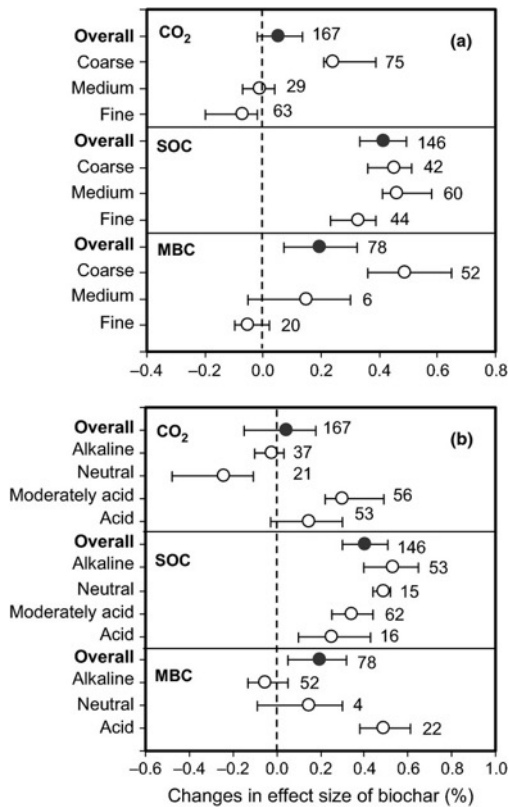 Overall CO₂ 167 (a)
Coarse 75
Medium 29
Fine 63
Overall SOC 146
Coarse 42
Medium 60
Fine 44
Overall MBC 78
Coarse 52
Medium 6
Fine 20
−0.4 −0.2 0.0 0.2 0.4 0.6 0.8
Overall CO₂ 167 (b)
Alkaline 37
Neutral 21
Moderately acid 56
Acid 53
Overall SOC 146
Alkaline 53
Neutral 15
Moderately acid 62
Acid 16
Overall MBC 78
Alkaline 52
Neutral 4
Acid 22
−0.6 −0.4 −0.2 0.0 0.2 0.4 0.6 0.8 1.0
Changes in effect size of biochar (%)